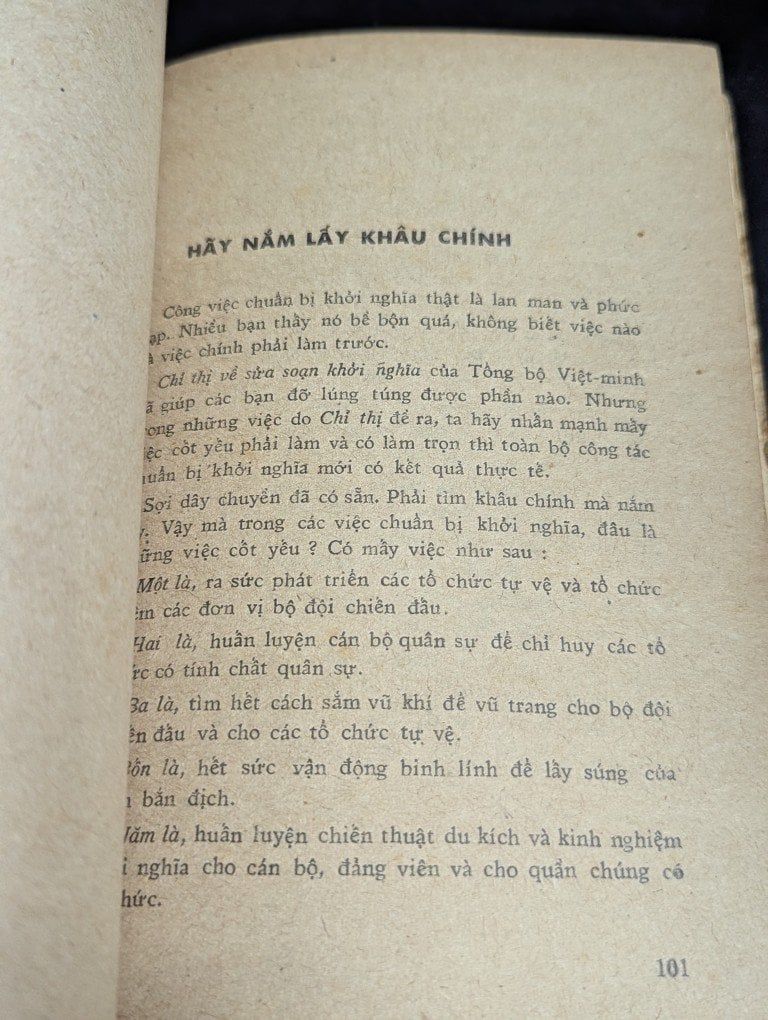 HÃY NẮM LẤY KHÂU CHÍNH
Công việc chuẩn bị khởi nghĩa thật là lan man và phức
ạp. Nhiều bạn thấy nó bề bộn quá, không biết việc nào
à việc chính phải làm trước.
Chỉ thị về sửa soạn khởi nghĩa của Tổng bộ Việt-minh
ã giúp các bạn đỡ lúng túng được phần nào. Nhưng
ong những việc do Chỉ thị đề ra, ta hãy nhấn mạnh mấy
iệc cốt yếu phải làm và có làm trọn thì toàn bộ công tác
huẩn bị khởi nghĩa mới có kết quả thực tế.
Sợi dây chuyền đã có sẵn. Phải tìm khâu chính mà nắm
y. Vậy mà trong các việc chuẩn bị khởi nghĩa, đâu là
hững việc cốt yếu ? Có mấy việc như sau :
Một là, ra sức phát triển các tổ chức tự vệ và tổ chức
êm các đơn vị bộ đội chiến đấu.
Hai là, huấn luyện cán bộ quân sự để chỉ huy các tổ
ức có tính chất quân sự.
Ba là, tìm hết cách sắm vũ khí để vũ trang cho bộ đội
ến đấu và cho các tổ chức tự vệ.
Bốn là, hết sức vận động binh lính để lấy súng của
bắn địch.
Năm là, huấn luyện chiến thuật du kích và kinh nghiệm
i nghĩa cho cán bộ, đảng viên và cho quần chúng có
hức.
101